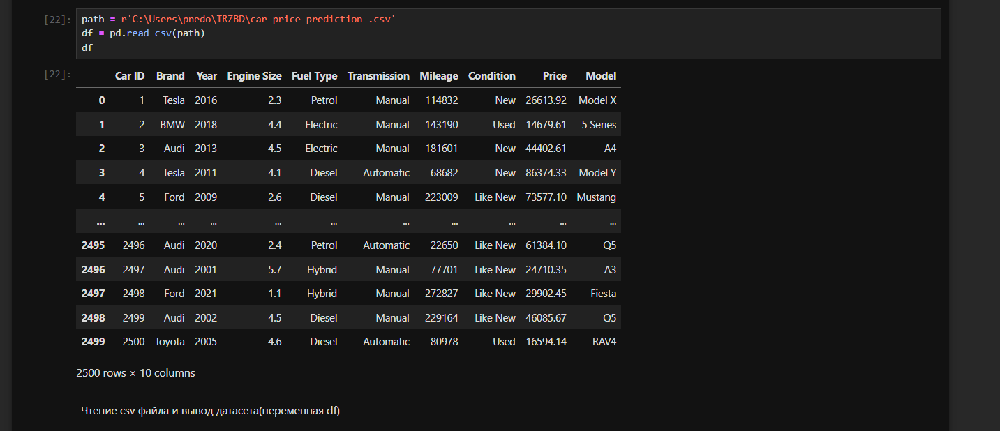 [22]: path = r'C:\Users\pnedo\TRZBD\car_price_prediction_.csv'
df = pd.read_csv(path)
df
[22]: Car ID Brand Year Engine Size Fuel Type Transmission Mileage Condition Price Model
0 1 Tesla 2016 2.3 Petrol Manual 114832 New 26613.92 Model X
1 2 BMW 2018 4.4 Electric Manual 143190 Used 14679.61 5 Series
2 3 Audi 2013 4.5 Electric Manual 181601 New 44402.61 A4
3 4 Tesla 2011 4.1 Diesel Automatic 68682 New 86374.33 Model Y
4 5 Ford 2009 2.6 Diesel Manual 223009 Like New 73577.10 Mustang
... ... ... ... ... ... ... ... ... ... ...
2495 2496 Audi 2020 2.4 Petrol Automatic 22650 Like New 61384.10 Q5
2496 2497 Audi 2001 5.7 Hybrid Manual 77701 Like New 24710.35 A3
2497 2498 Ford 2021 1.1 Hybrid Manual 272827 Like New 29902.45 Fiesta
2498 2499 Audi 2002 4.5 Diesel Manual 229164 Like New 46085.67 Q5
2499 2500 Toyota 2005 4.6 Diesel Automatic 80978 Used 16594.14 RAV4
2500 rows × 10 columns
Чтение csv файла и вывод датасета(переменная df)